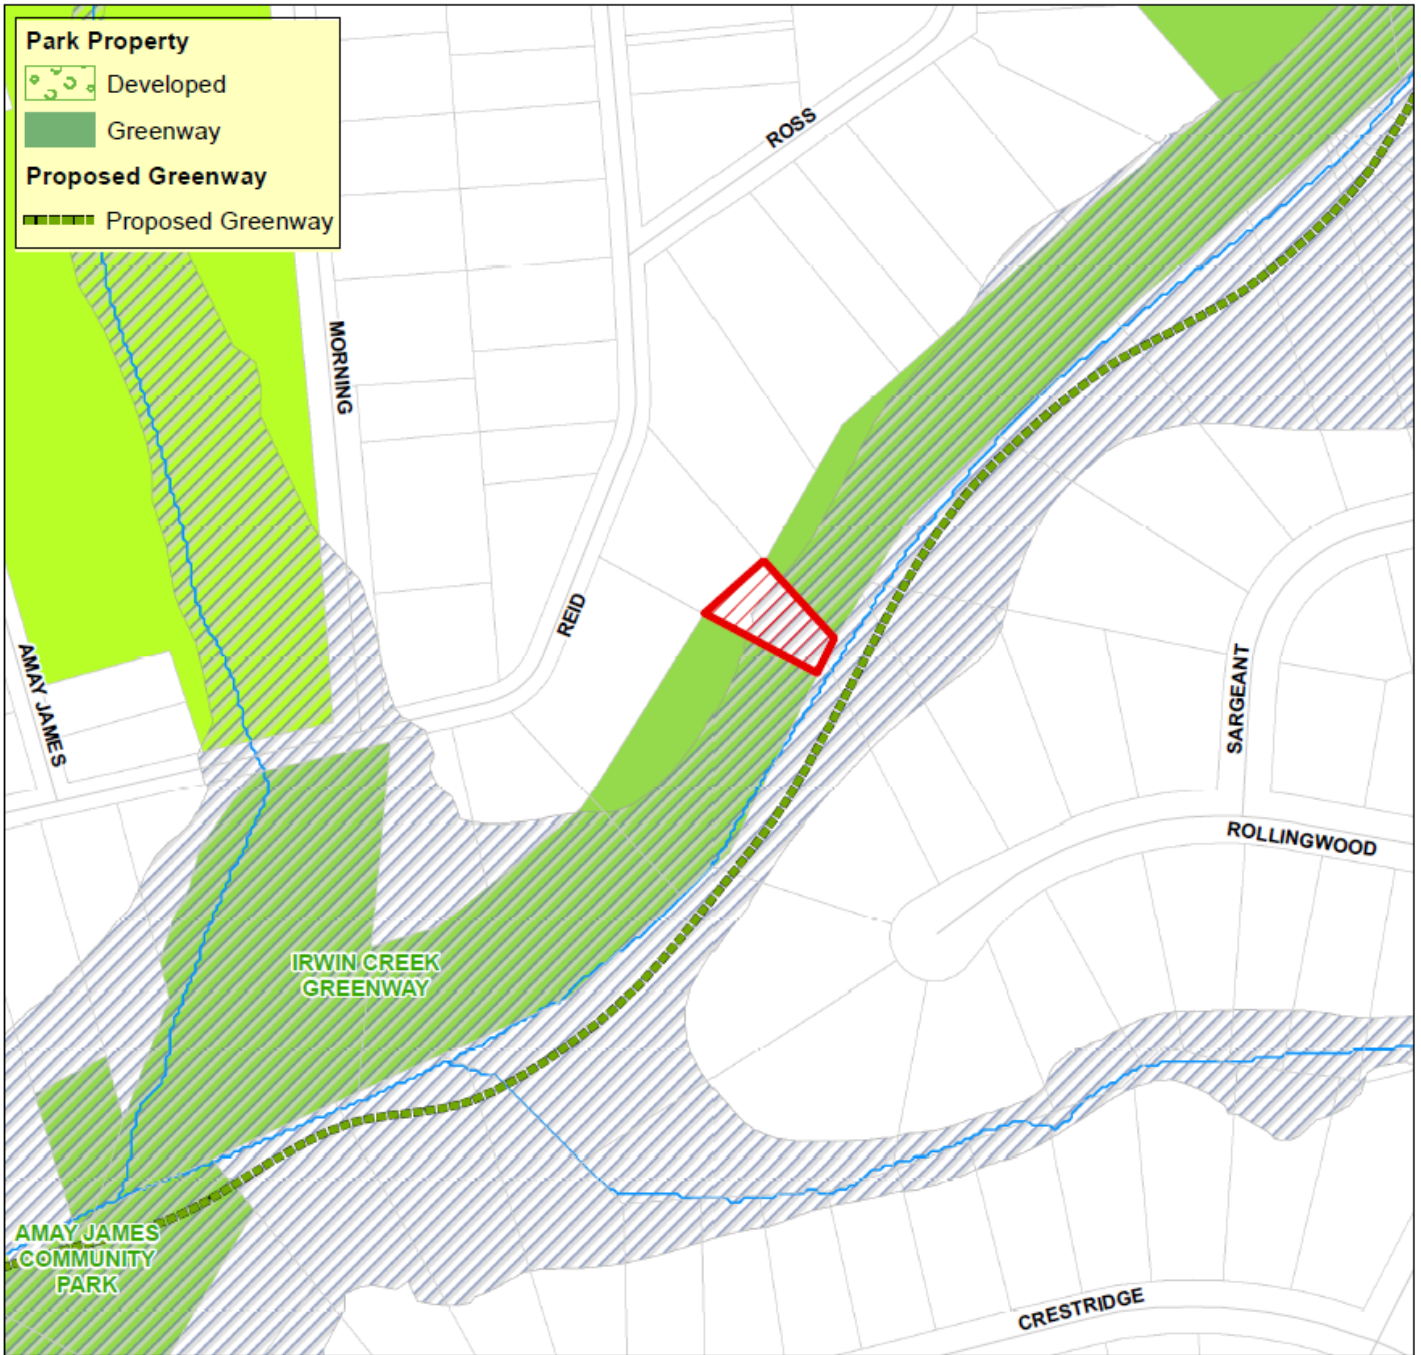 Park Property
Developed
Greenway
Proposed Greenway
Proposed Greenway
ROSS
MORNING
REID
AMAY JAMES
SARGEANT
ROLLINGWOOD
IRWIN CREEK
GREENWAY
AMAY JAMES
COMMUNITY
PARK
CRESTRIDGE